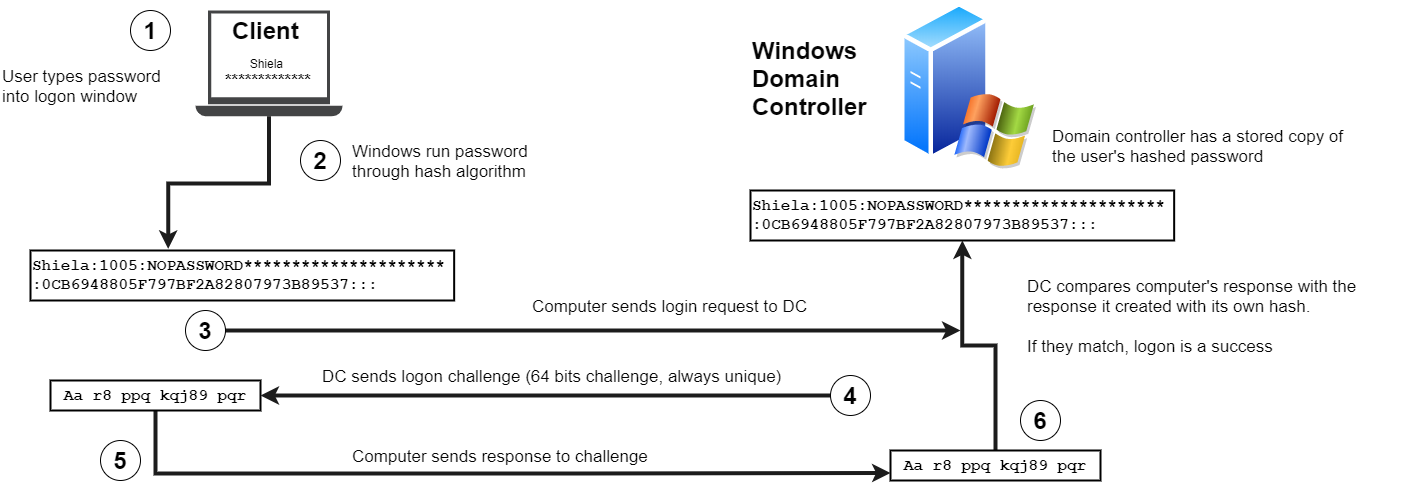 1
Client
Shiela
*************
User types password
into logon window
2
Windows run password
through hash algorithm
Shiela:1005:NOPASSWORD*********************
:0CB6948805F797BF2A82807973B89537:::
Windows
Domain
Controller
Domain controller has a stored copy of
the user's hashed password
Shiela:1005:NOPASSWORD*********************
:0CB6948805F797BF2A82807973B89537:::
3
Computer sends login request to DC
DC sends logon challenge (64 bits challenge, always unique)
4
Aa r8 ppq kqj89 pqr
5
Computer sends response to challenge
Aa r8 ppq kqj89 pqr
6
DC compares computer's response with the
response it created with its own hash.
If they match, logon is a success